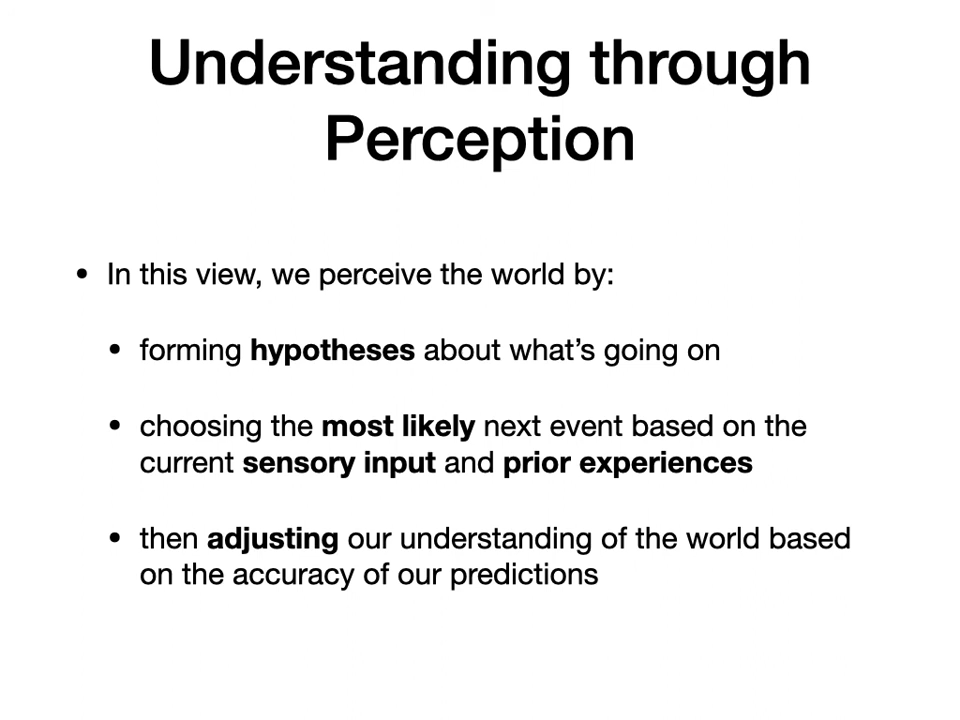 Understanding through
Perception
• In this view, we perceive the world by:
• forming hypotheses about what’s going on
• choosing the most likely next event based on the
current sensory input and prior experiences
• then adjusting our understanding of the world based
on the accuracy of our predictions